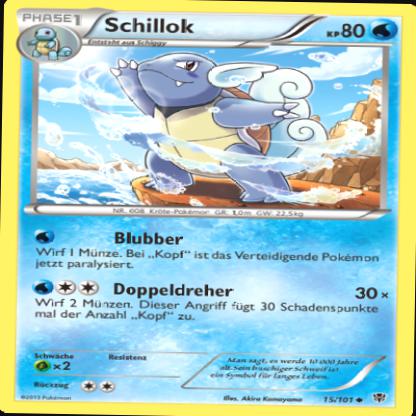 PHASE 1
Schillok
KP80
Entsteht aus Schiggy
NR. 008 Kröte-Pokémon GR: 1,0m GW: 22,5kg
Blubber
Wirf 1 Münze. Bei „Kopf" ist das Verteidigende Pokémon
jetzt paralysiert.
Doppeldreher 30×
Wirf 2 Münzen. Dieser Angriff fügt 30 Schadenspunkte
mal der Anzahl „Kopf" zu.
Schwäche Resistenz
×2
Rückzug
Man sagt, es werde 10 000 Jahre
alt. Sein buschiger Schweif ist
ein Symbol für langes Leben.
©2013 Pokémon
Illus. Akira Komayama
15/101